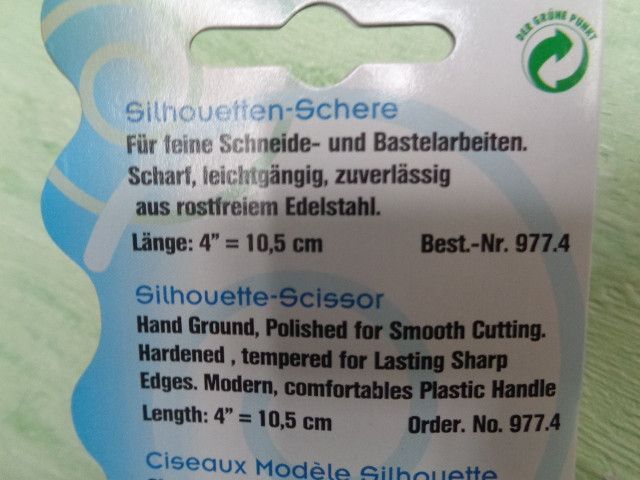 DER GRÜNE PUNKT
Silhouetten-Schere
Für feine Schneide- und Bastelarbeiten.
Scharf, leichtgängig, zuverlässig
aus rostfreiem Edelstahl.
Länge: 4” = 10,5 cm Best.-Nr. 977.4
Silhouette-Scissor
Hand Ground, Polished for Smooth Cutting.
Hardened , tempered for Lasting Sharp
Edges. Modern, comfortables Plastic Handle
Length: 4” = 10,5 cm Order. No. 977.4
Ciseaux Modèle Silhouette